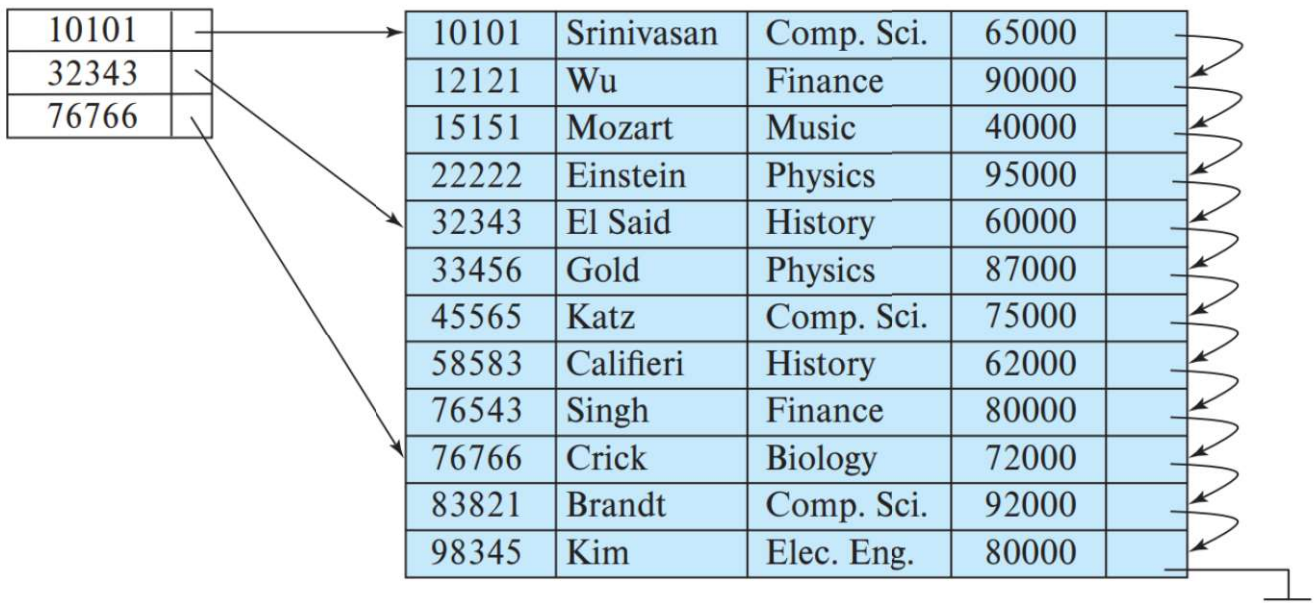 10101
32343
76766
10101 Srinivasan Comp. Sci. 65000
12121 Wu Finance 90000
15151 Mozart Music 40000
22222 Einstein Physics 95000
32343 El Said History 60000
33456 Gold Physics 87000
45565 Katz Comp. Sci. 75000
58583 Califieri History 62000
76543 Singh Finance 80000
76766 Crick Biology 72000
83821 Brandt Comp. Sci. 92000
98345 Kim Elec. Eng. 80000